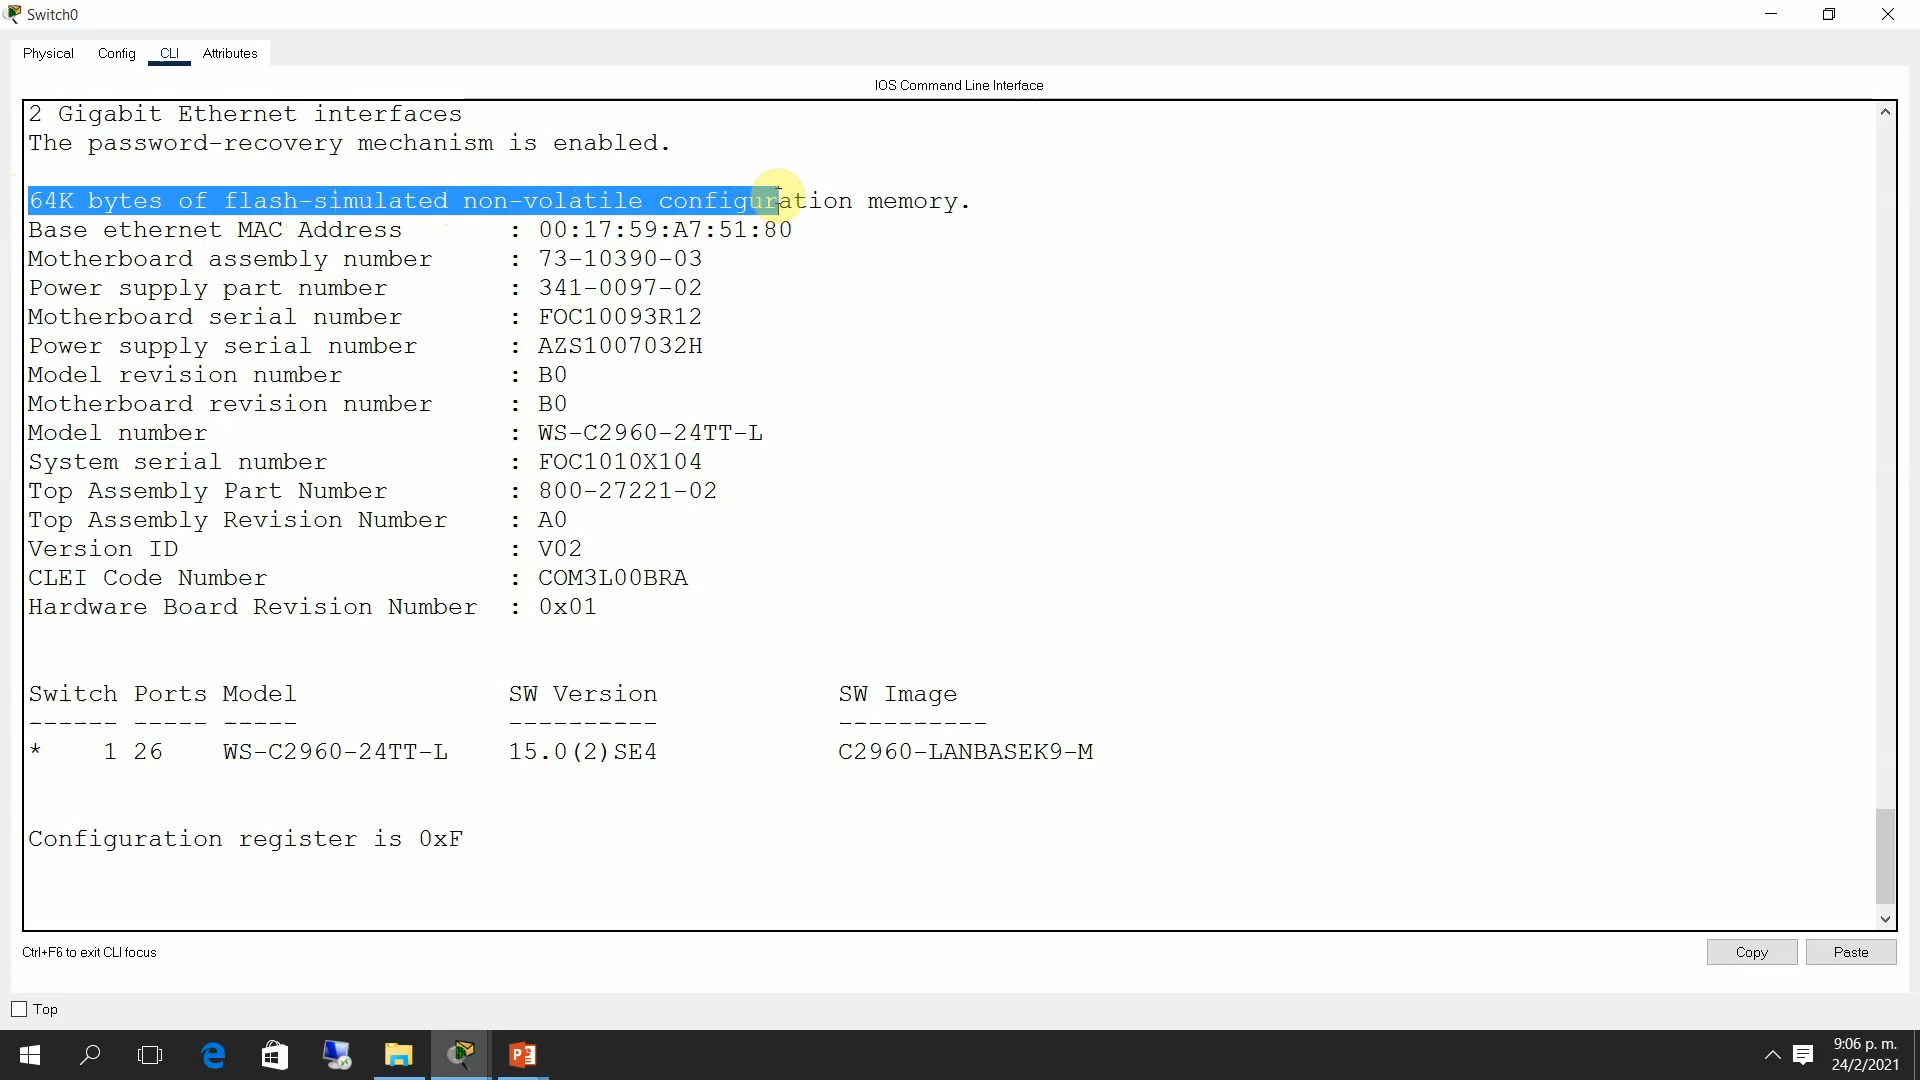 Switch0
Physical Config CLI Attributes
IOS Command Line Interface
2 Gigabit Ethernet interfaces
The password-recovery mechanism is enabled.
64K bytes of flash-simulated non-volatile configuration memory.
Base ethernet MAC Address : 00:17:59:A7:51:80
Motherboard assembly number : 73-10390-03
Power supply part number : 341-0097-02
Motherboard serial number : FOC10093R12
Power supply serial number : AZS1007032H
Model revision number : B0
Motherboard revision number : B0
Model number : WS-C2960-24TT-L
System serial number : FOC1010X104
Top Assembly Part Number : 800-27221-02
Top Assembly Revision Number : A0
Version ID : V02
CLEI Code Number : COM3L00BRA
Hardware Board Revision Number : 0x01
Switch Ports Model SW Version SW Image
------ ----- ----- ---------- ----------
* 1 26 WS-C2960-24TT-L 15.0(2)SE4 C2960-LANBASEK9-M
Configuration register is 0xF
Ctrl+F6 to exit CLI focus
Copy Paste
Top
9:06 p. m.
24/2/2021